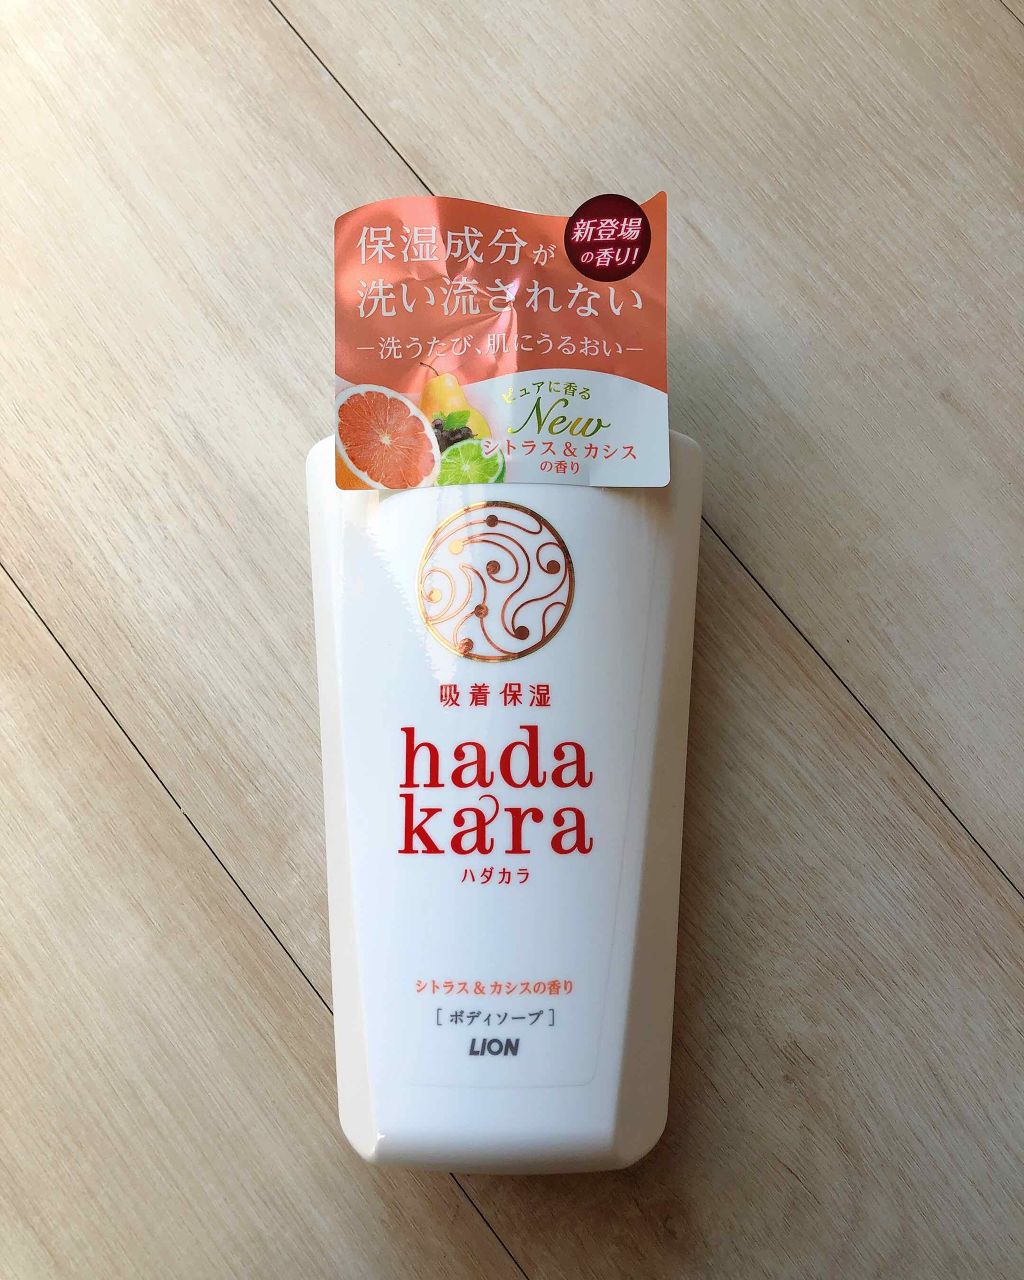 保湿成分が
洗い流されない
－洗うたび、肌にうるおい－
新登場
の香り!
ピュアに香る
New
シトラス&カシス
の香り
吸着保湿
hada
kara
ハダカラ
シトラス&カシスの香り
[ボディソープ]
LION